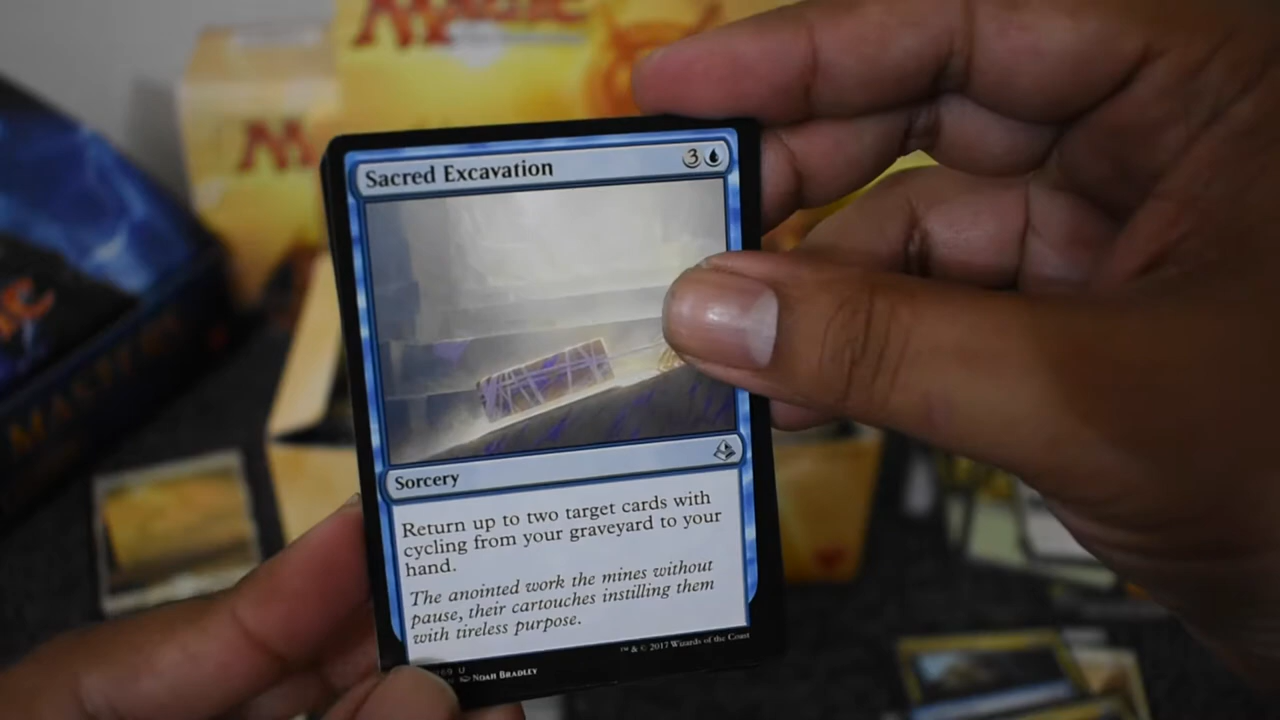 MAGIC
Sacred Excavation
3
Sorcery
Return up to two target cards with
cycling from your graveyard to your
hand.
The anointed work the mines without
pause, their cartouches instilling them
with tireless purpose.
™ & © 2017 Wizards of the Coast
U
NOAH BRADLEY